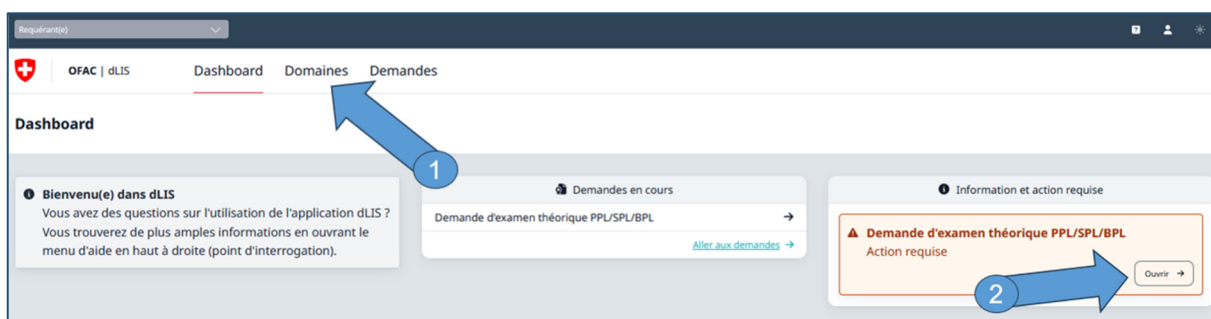 Requérant(e)
OFAC | dLIS Dashboard Domaines Demandes
Dashboard
1
Bienvenu(e) dans dLIS
Vous avez des questions sur l'utilisation de l'application dLIS ?
Vous trouverez de plus amples informations en ouvrant le
menu d'aide en haut à droite (point d'interrogation).
Demandes en cours
Demande d'examen théorique PPL/SPL/BPL →
Aller aux demandes →
Information et action requise
Demande d'examen théorique PPL/SPL/BPL
Action requise
Ouvrir →
2